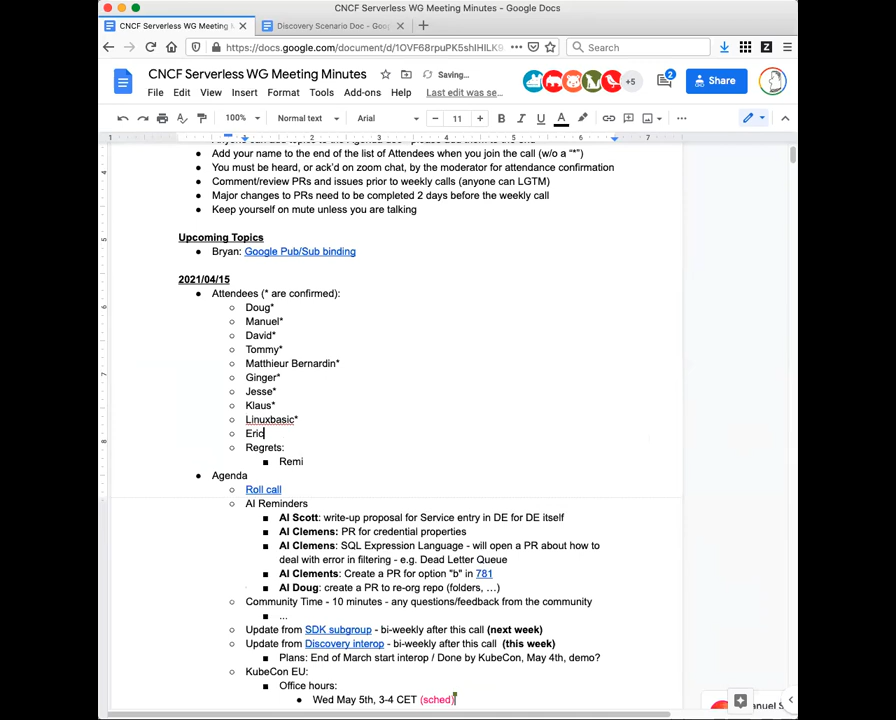 CNCF Serverless WG Meeting Minutes - Google Docs
CNCF Serverless WG Meeting M
Discovery Scenario Doc - Goo
https://docs.google.com/document/d/1OVF68rpuPK5shIHILK9
Search
CNCF Serverless WG Meeting Minutes
Saving...
File Edit View Insert Format Tools Add-ons Help
Last edit was se...
+5
2
Share
100%
Normal text
Arial
11
B I U A
1 1 2 3 4 5 6 7
Add your name to the end of the list of Attendees when you join the call (w/o a "*")
You must be heard, or ack'd on zoom chat, by the moderator for attendance confirmation
Comment/review PRs and issues prior to weekly calls (anyone can LGTM)
Major changes to PRs need to be completed 2 days before the weekly call
Keep yourself on mute unless you are talking
Upcoming Topics
Bryan: Google Pub/Sub binding
2021/04/15
Attendees (* are confirmed):
Doug*
Manuel*
David*
Tommy*
Matthieur Bernardin*
Ginger*
Jesse*
Klaus*
Linuxbasic*
Eric
Regrets:
Remi
Agenda
Roll call
AI Reminders
AI Scott: write-up proposal for Service entry in DE for DE itself
AI Clemens: PR for credential properties
AI Clemens: SQL Expression Language - will open a PR about how to
deal with error in filtering - e.g. Dead Letter Queue
AI Clements: Create a PR for option "b" in 781
AI Doug: create a PR to re-org repo (folders, ...)
Community Time - 10 minutes - any questions/feedback from the community
...
Update from SDK subgroup - bi-weekly after this call (next week)
Update from Discovery interop - bi-weekly after this call (this week)
Plans: End of March start interop / Done by KubeCon, May 4th, demo?
KubeCon EU:
Office hours:
Wed May 5th, 3-4 CET (sched)